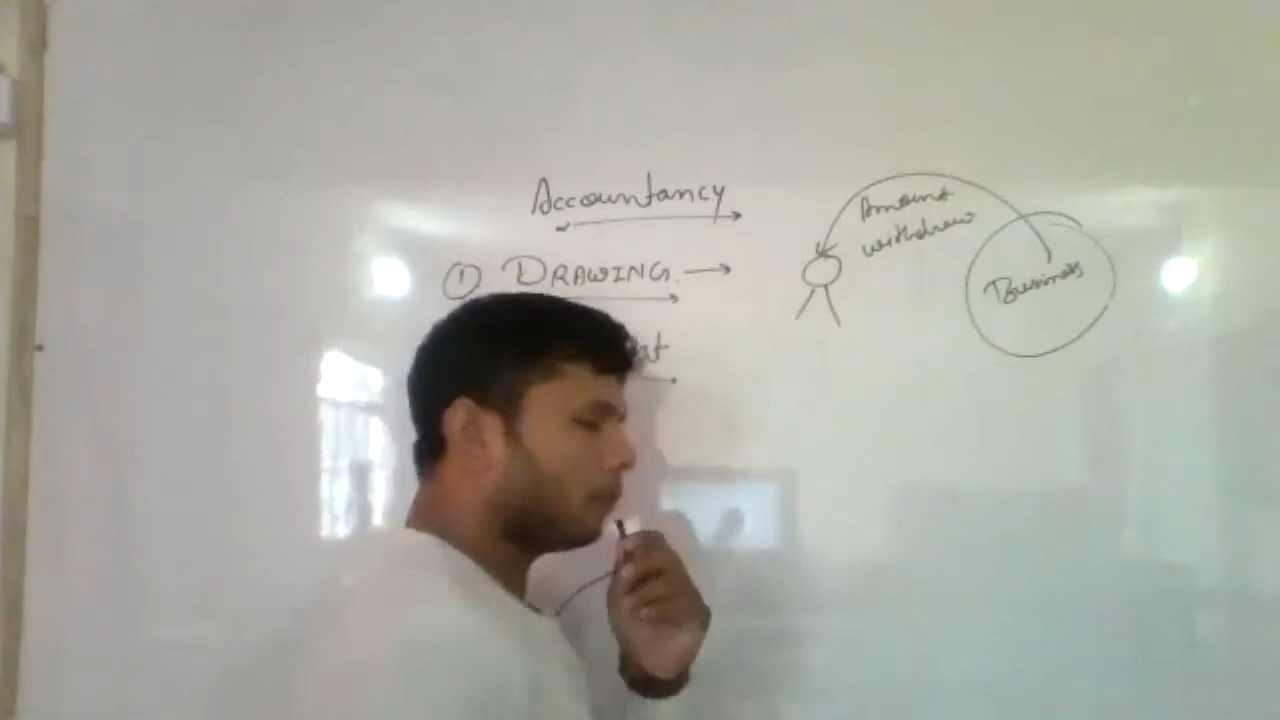 Accountancy
① DRAWING. →
Amount
withdraw
Business